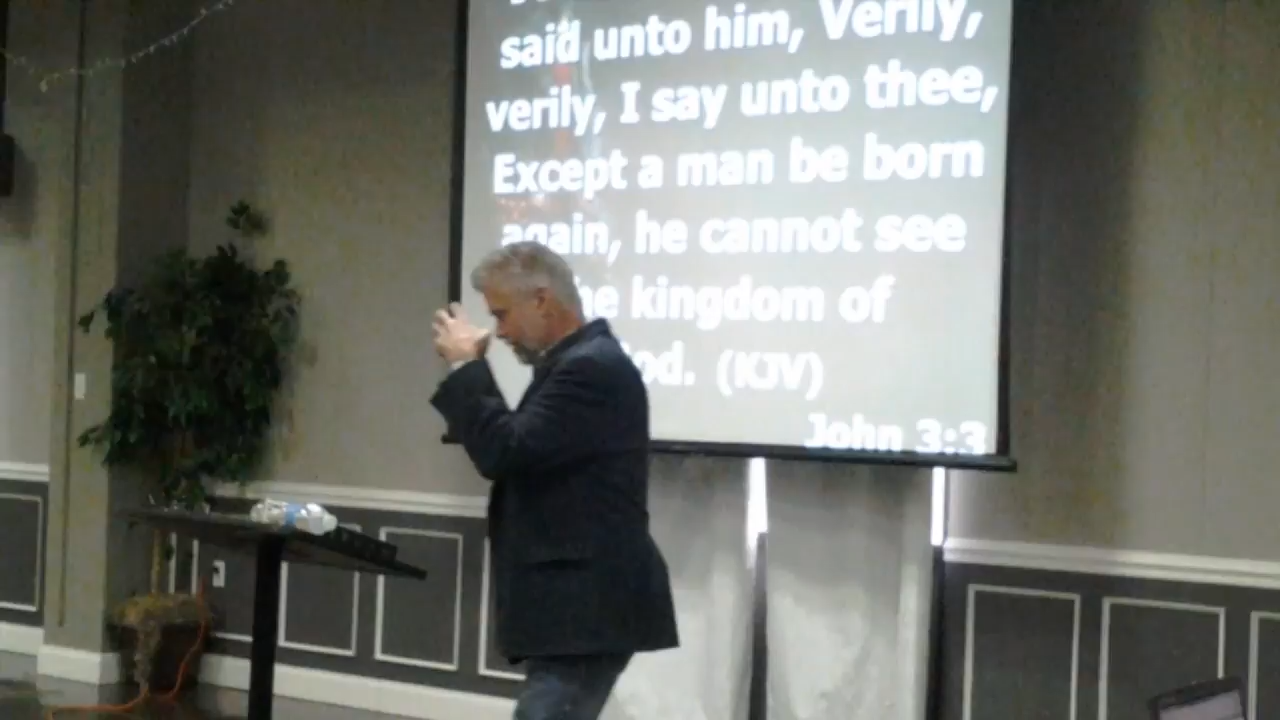 said unto him, Verily,
verily, I say unto thee,
Except a man be born
again, he cannot see
kingdom of
(KJV)
John 3:3